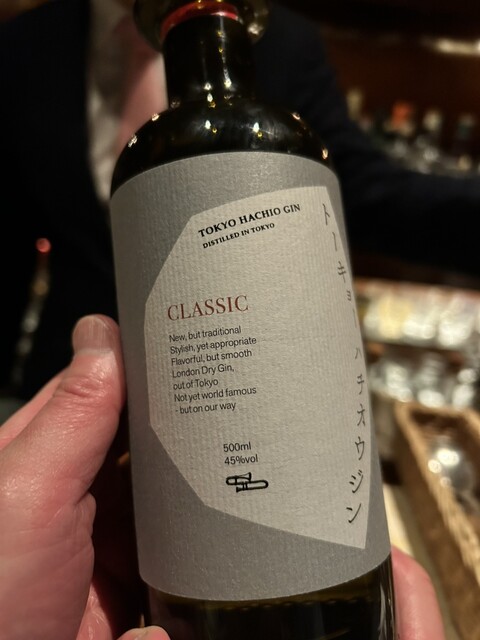 TOKYO HACHIO GIN
DISTILLED IN TOKYO
CLASSIC
New, but traditional
Stylish, yet appropriate
Flavorful, but smooth
London Dry Gin,
out of Tokyo
Not yet world famous
- but on our way
500ml
45%vol
トーキョーハチオウジン